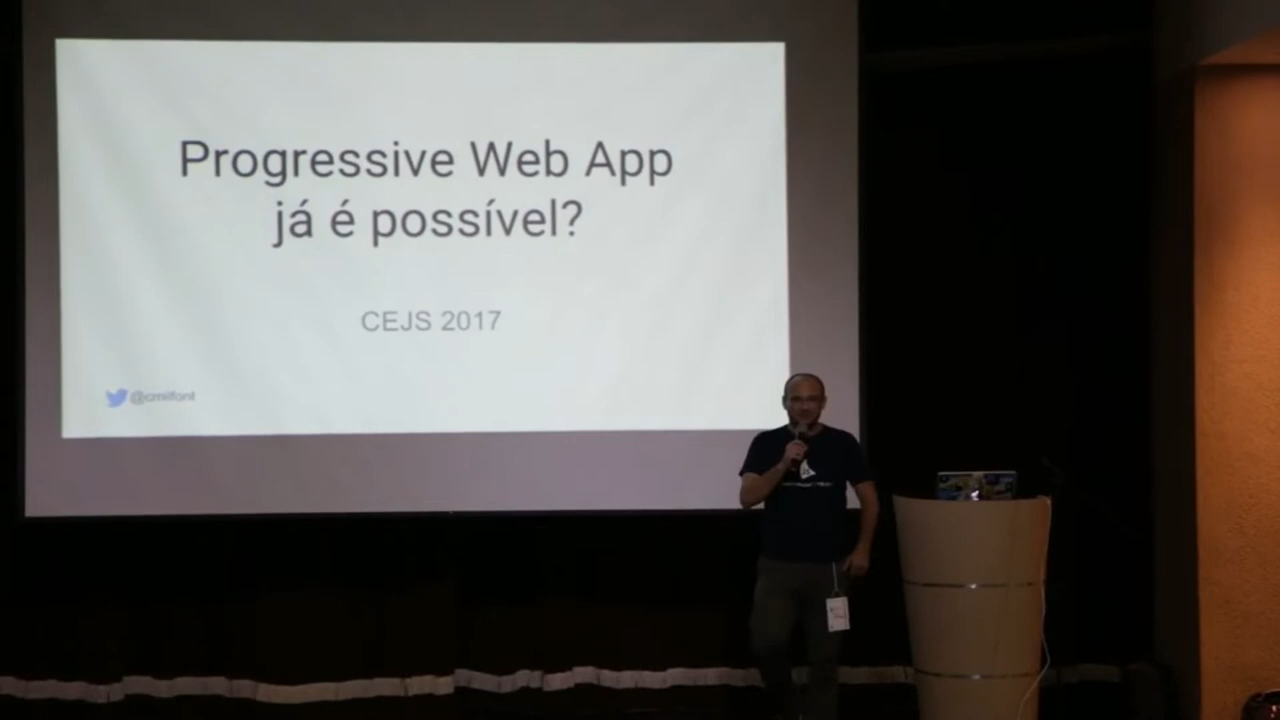 Progressive Web App
já é possível?
CEJS 2017
@cmilfont